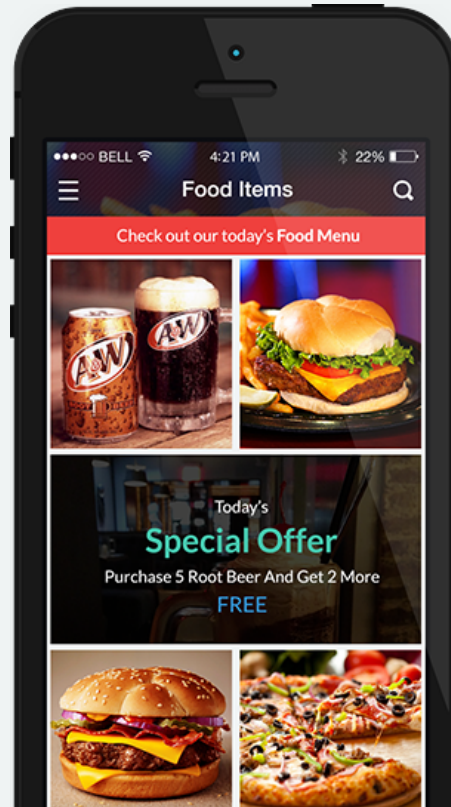 BELL
4:21 PM
22%
Food Items
Check out our today's Food Menu
A&W
A&W
Today's
Special Offer
Purchase 5 Root Beer And Get 2 More
FREE